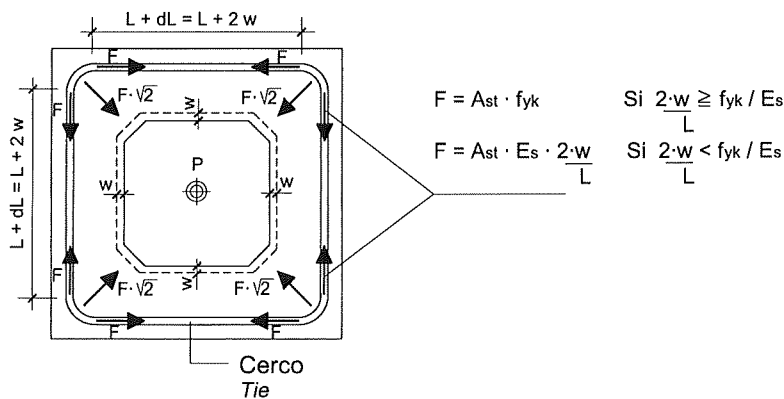 L + dL = L + 2 w
F F
F F·√2 w F·√2 F
L + dL = L + 2 w
P
w w
F F·√2 w F·√2 F
F F
F = Ast · fyk Si 2·w/L ≧ fyk / Es
F = Ast · Es · 2·w/L Si 2·w/L < fyk / Es
Cerco
Tie